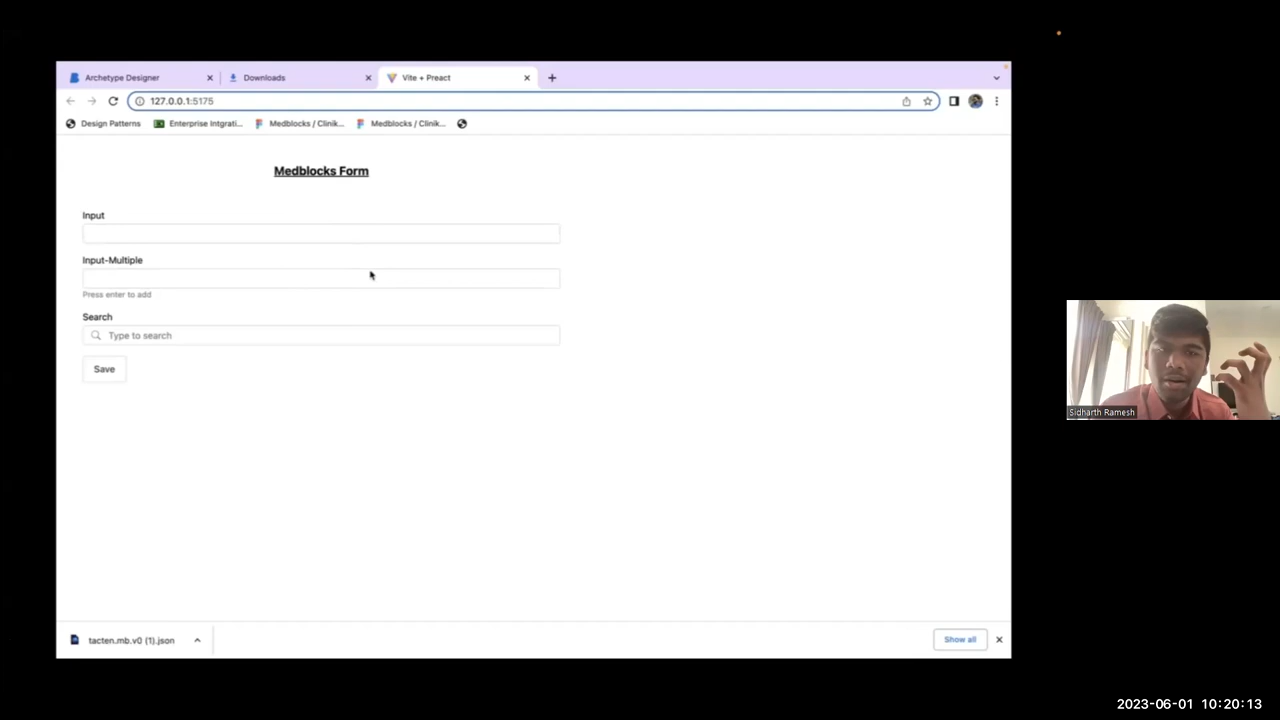 Archetype Designer
Downloads
Vite + Preact
127.0.0.1:5175
Design Patterns
Enterprise Intgrati...
Medblocks / Clinik...
Medblocks / Clinik...
Medblocks Form
Input
Input-Multiple
Press enter to add
Search
Type to search
Save
Sidharth Ramesh
tacten.mb.v0 (1).json
Show all
2023-06-01 10:20:13